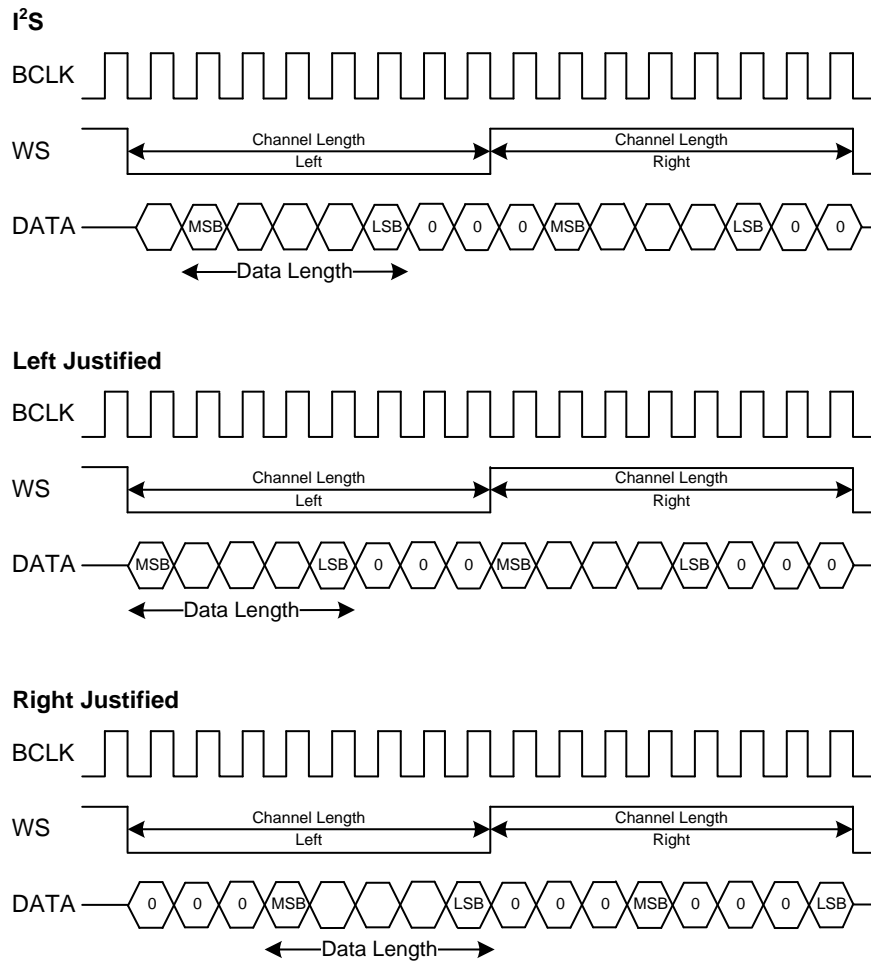 I²S
BCLK
WS
Channel Length
Left
Channel Length
Right
DATA
MSB LSB 0 0 0 MSB LSB 0 0
Data Length
Left Justified
BCLK
WS
Channel Length
Left
Channel Length
Right
DATA
MSB LSB 0 0 0 MSB LSB 0 0 0
Data Length
Right Justified
BCLK
WS
Channel Length
Left
Channel Length
Right
DATA
0 0 0 MSB LSB 0 0 0 MSB 0 0 0 LSB
Data Length